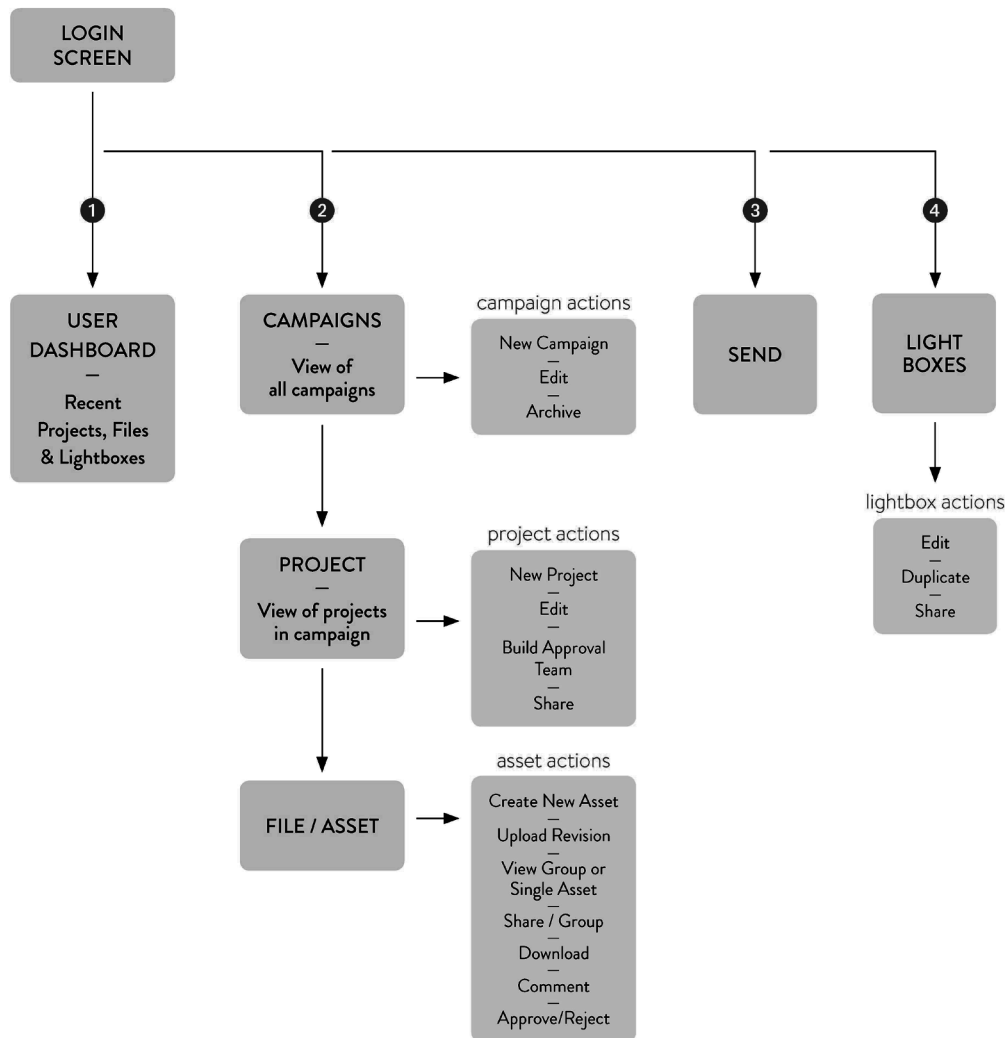 LOGIN
SCREEN
1
2
3
4
USER
DASHBOARD
—
Recent
Projects, Files
& Lightboxes
CAMPAIGNS
—
View of
all campaigns
campaign actions
New Campaign
—
Edit
—
Archive
SEND
LIGHT
BOXES
lightbox actions
Edit
—
Duplicate
—
Share
PROJECT
—
View of projects
in campaign
project actions
New Project
—
Edit
—
Build Approval
Team
—
Share
FILE / ASSET
asset actions
Create New Asset
—
Upload Revision
—
View Group or
Single Asset
—
Share / Group
—
Download
—
Comment
—
Approve/Reject